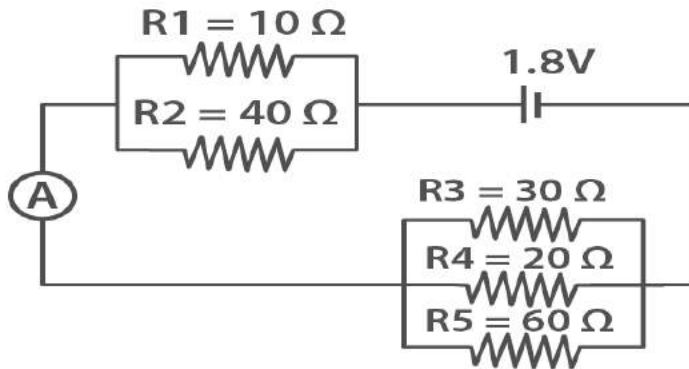 R1 = 10 Ω
1.8V
R2 = 40 Ω
A
R3 = 30 Ω
R4 = 20 Ω
R5 = 60 Ω